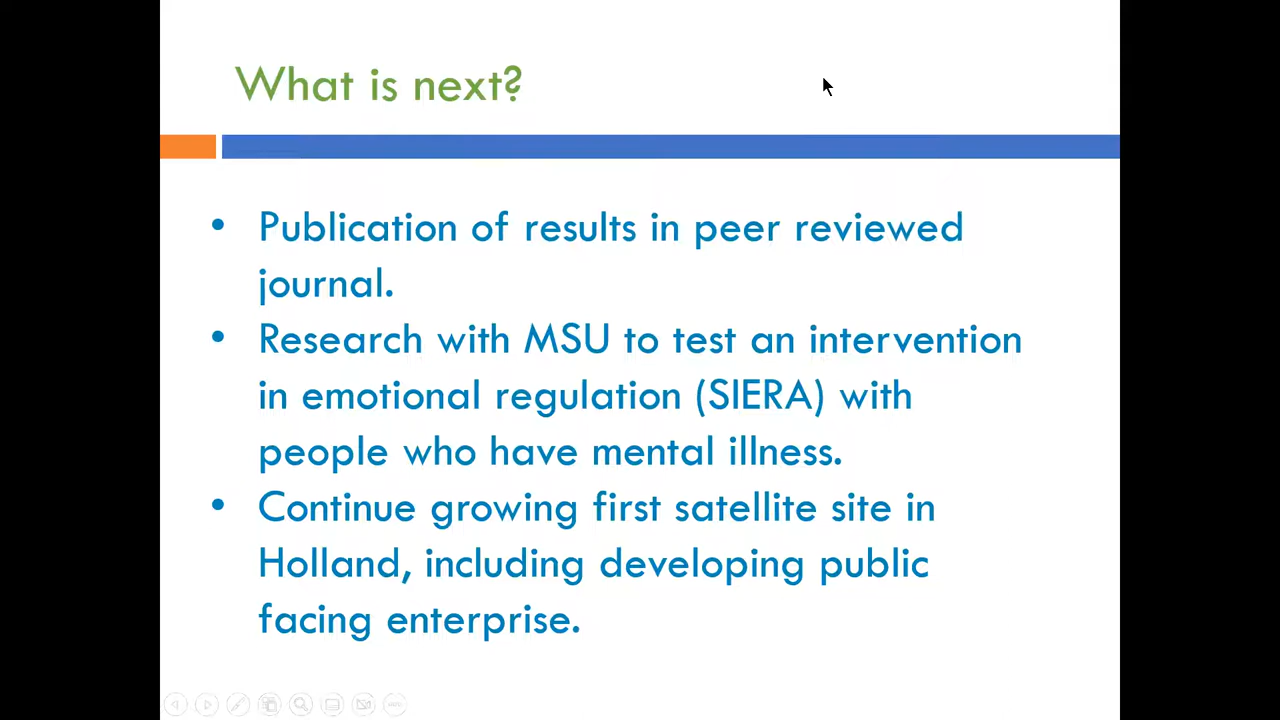 What is next?
• Publication of results in peer reviewed
journal.
• Research with MSU to test an intervention
in emotional regulation (SIERA) with
people who have mental illness.
• Continue growing first satellite site in
Holland, including developing public
facing enterprise.